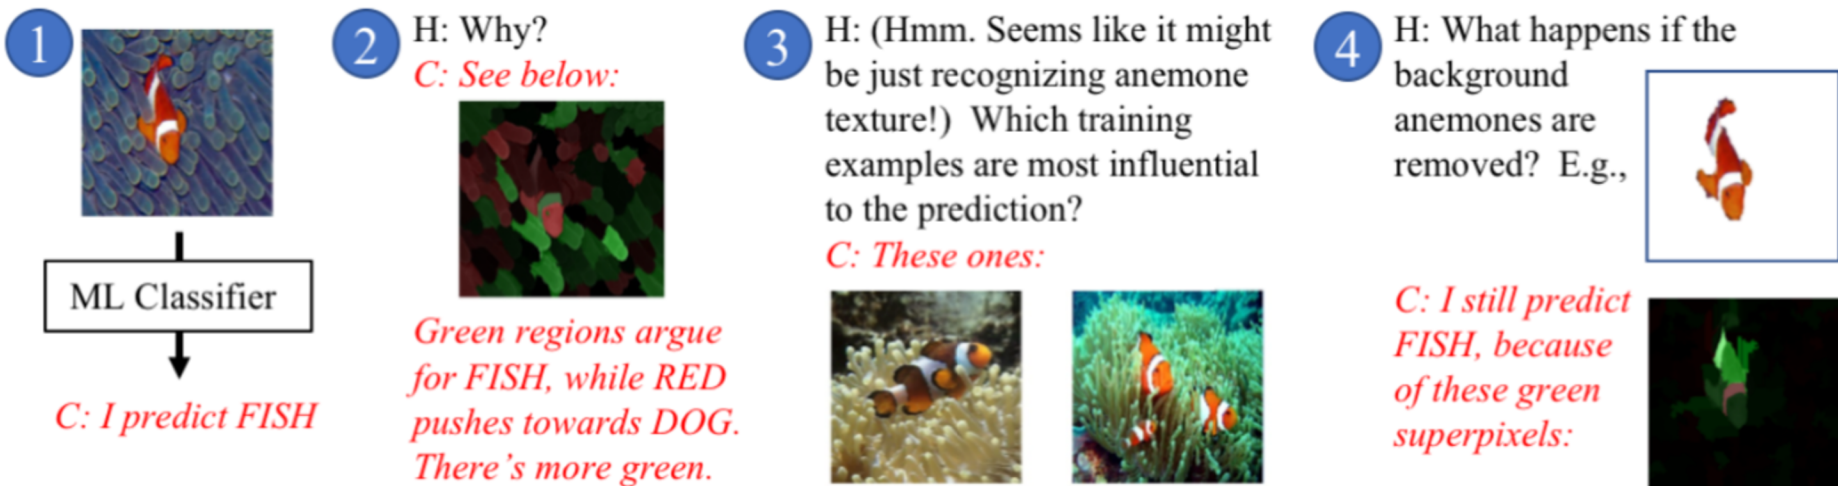 1
ML Classifier
C: I predict FISH
2
H: Why?
C: See below:
Green regions argue
for FISH, while RED
pushes towards DOG.
There's more green.
3
H: (Hmm. Seems like it might
be just recognizing anemone
texture!) Which training
examples are most influential
to the prediction?
C: These ones:
4
H: What happens if the
background
anemones are
removed? E.g.,
C: I still predict
FISH, because
of these green
superpixels: